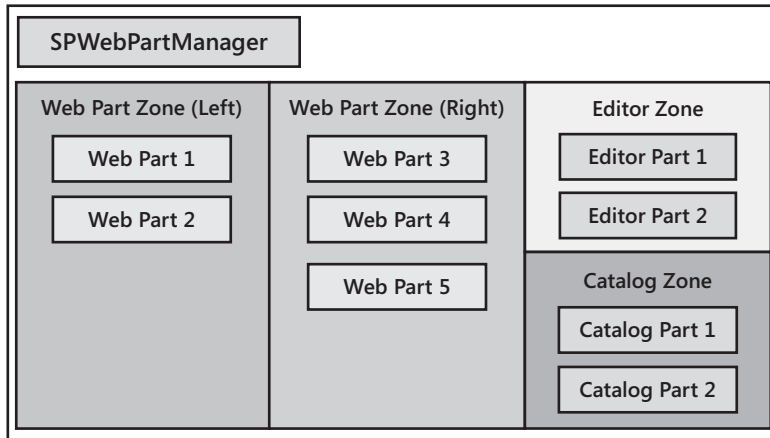 SPWebPartManager
Web Part Zone (Left)
Web Part 1
Web Part 2
Web Part Zone (Right)
Web Part 3
Web Part 4
Web Part 5
Editor Zone
Editor Part 1
Editor Part 2
Catalog Zone
Catalog Part 1
Catalog Part 2